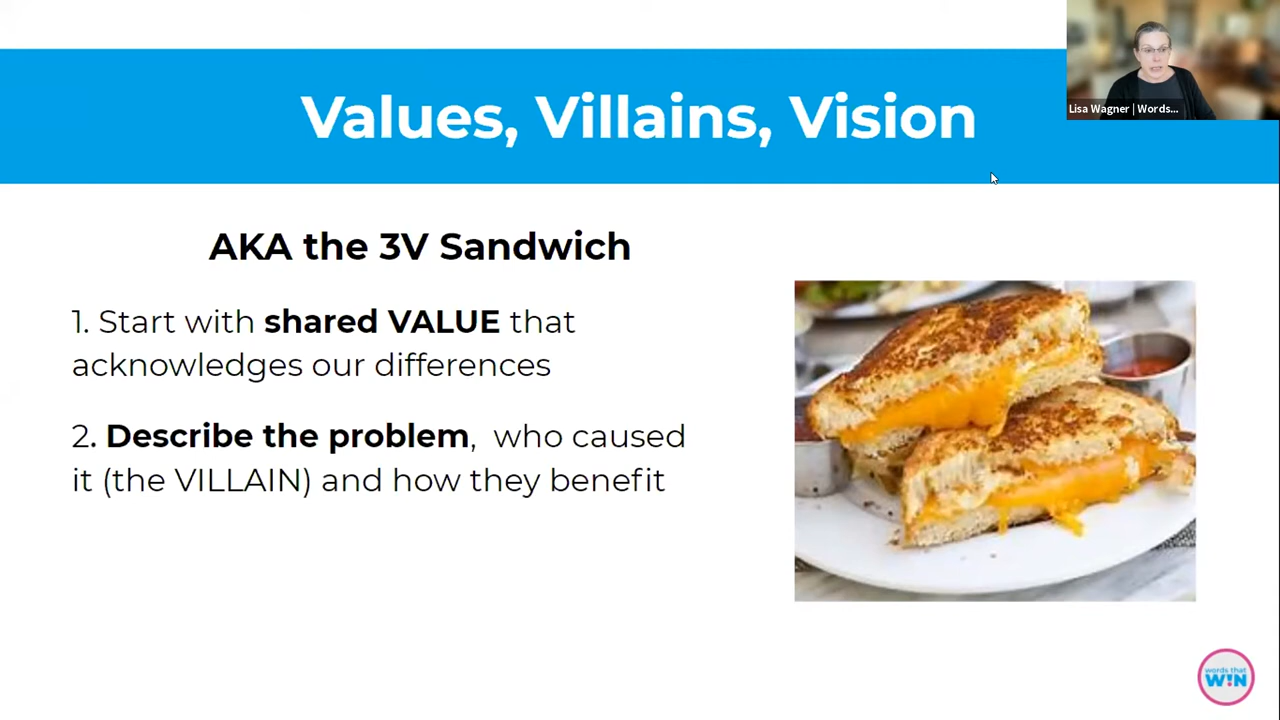 Values, Villains, Vision
Lisa Wagner | Words...
AKA the 3V Sandwich
1. Start with shared VALUE that
acknowledges our differences
2. Describe the problem,  who caused
it (the VILLAIN) and how they benefit
words that
W!N